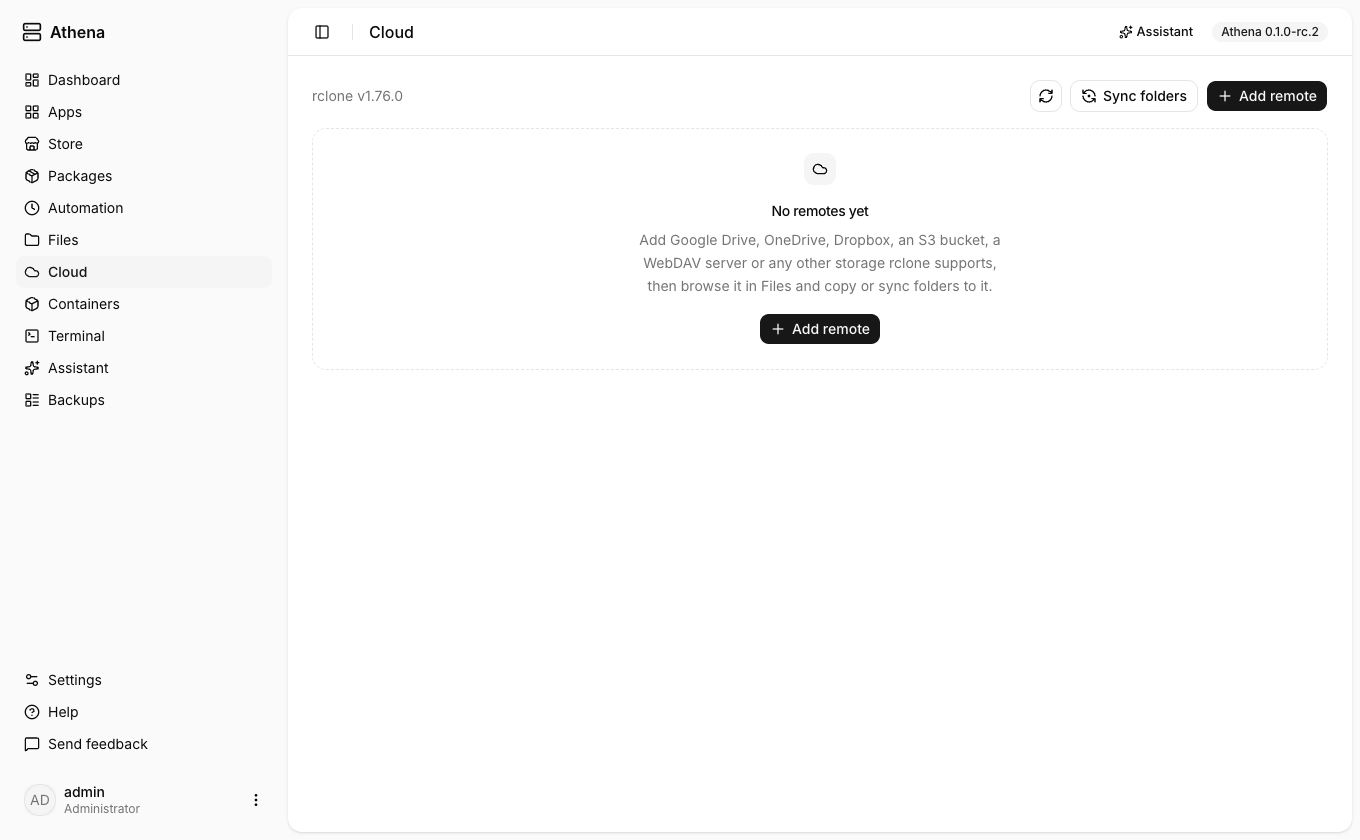 Athena
Dashboard
Apps
Store
Packages
Automation
Files
Cloud
Containers
Terminal
Assistant
Backups
Settings
Help
Send feedback
AD
admin
Administrator
Cloud
Assistant
Athena 0.1.0-rc.2
rclone v1.76.0
Sync folders
Add remote
No remotes yet
Add Google Drive, OneDrive, Dropbox, an S3 bucket, a
WebDAV server or any other storage rclone supports,
then browse it in Files and copy or sync folders to it.
Add remote